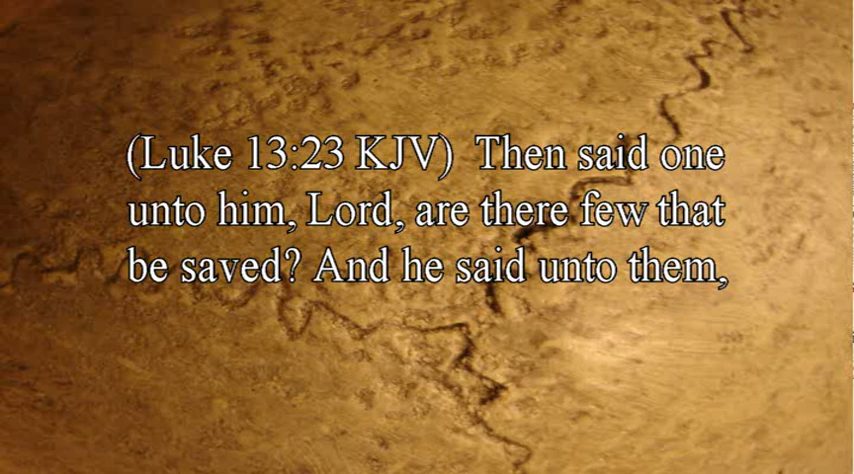 (Luke 13:23 KJV)  Then said one
unto him, Lord, are there few that
be saved? And he said unto them,